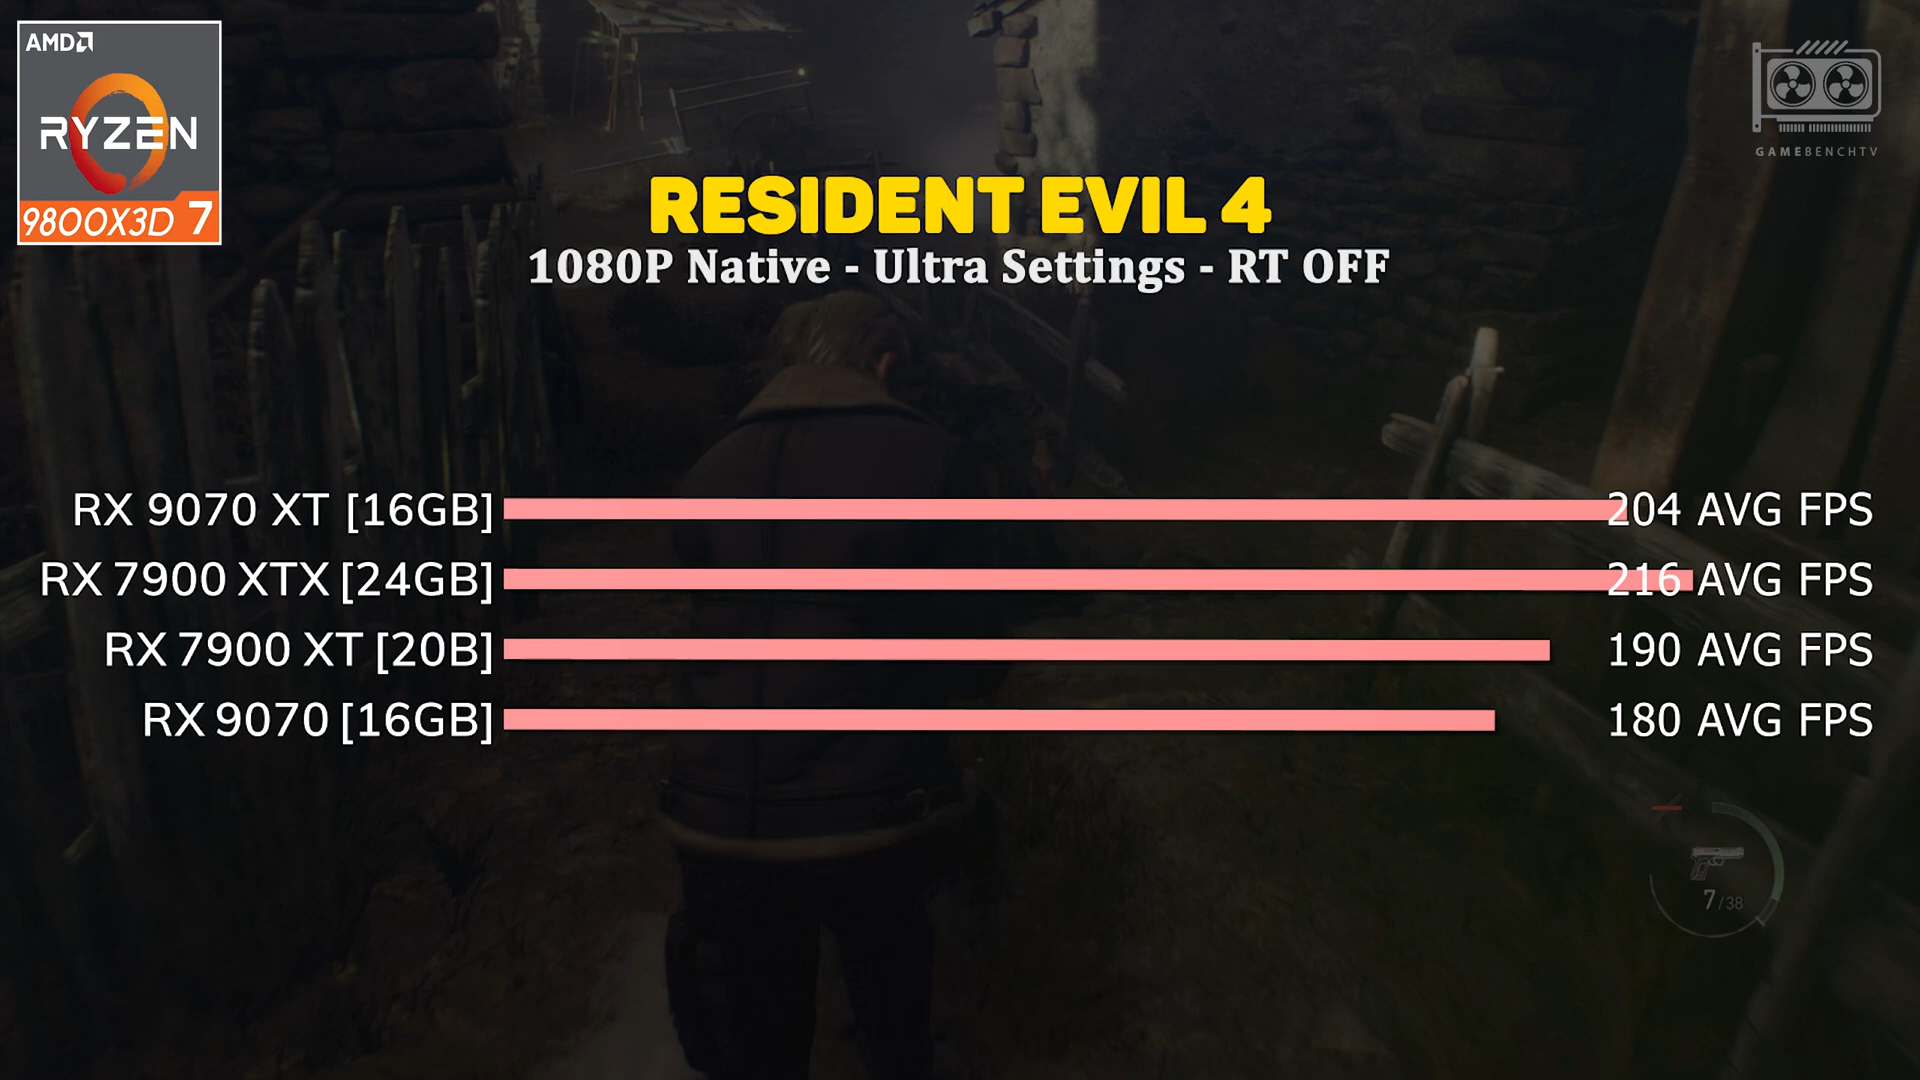 AMD
RYZEN
9800X3D 7
GAMEBENCHTV
RESIDENT EVIL 4
1080P Native - Ultra Settings - RT OFF
RX 9070 XT [16GB] 204 AVG FPS
RX 7900 XTX [24GB] 216 AVG FPS
RX 7900 XT [20B] 190 AVG FPS
RX 9070 [16GB] 180 AVG FPS
7/38